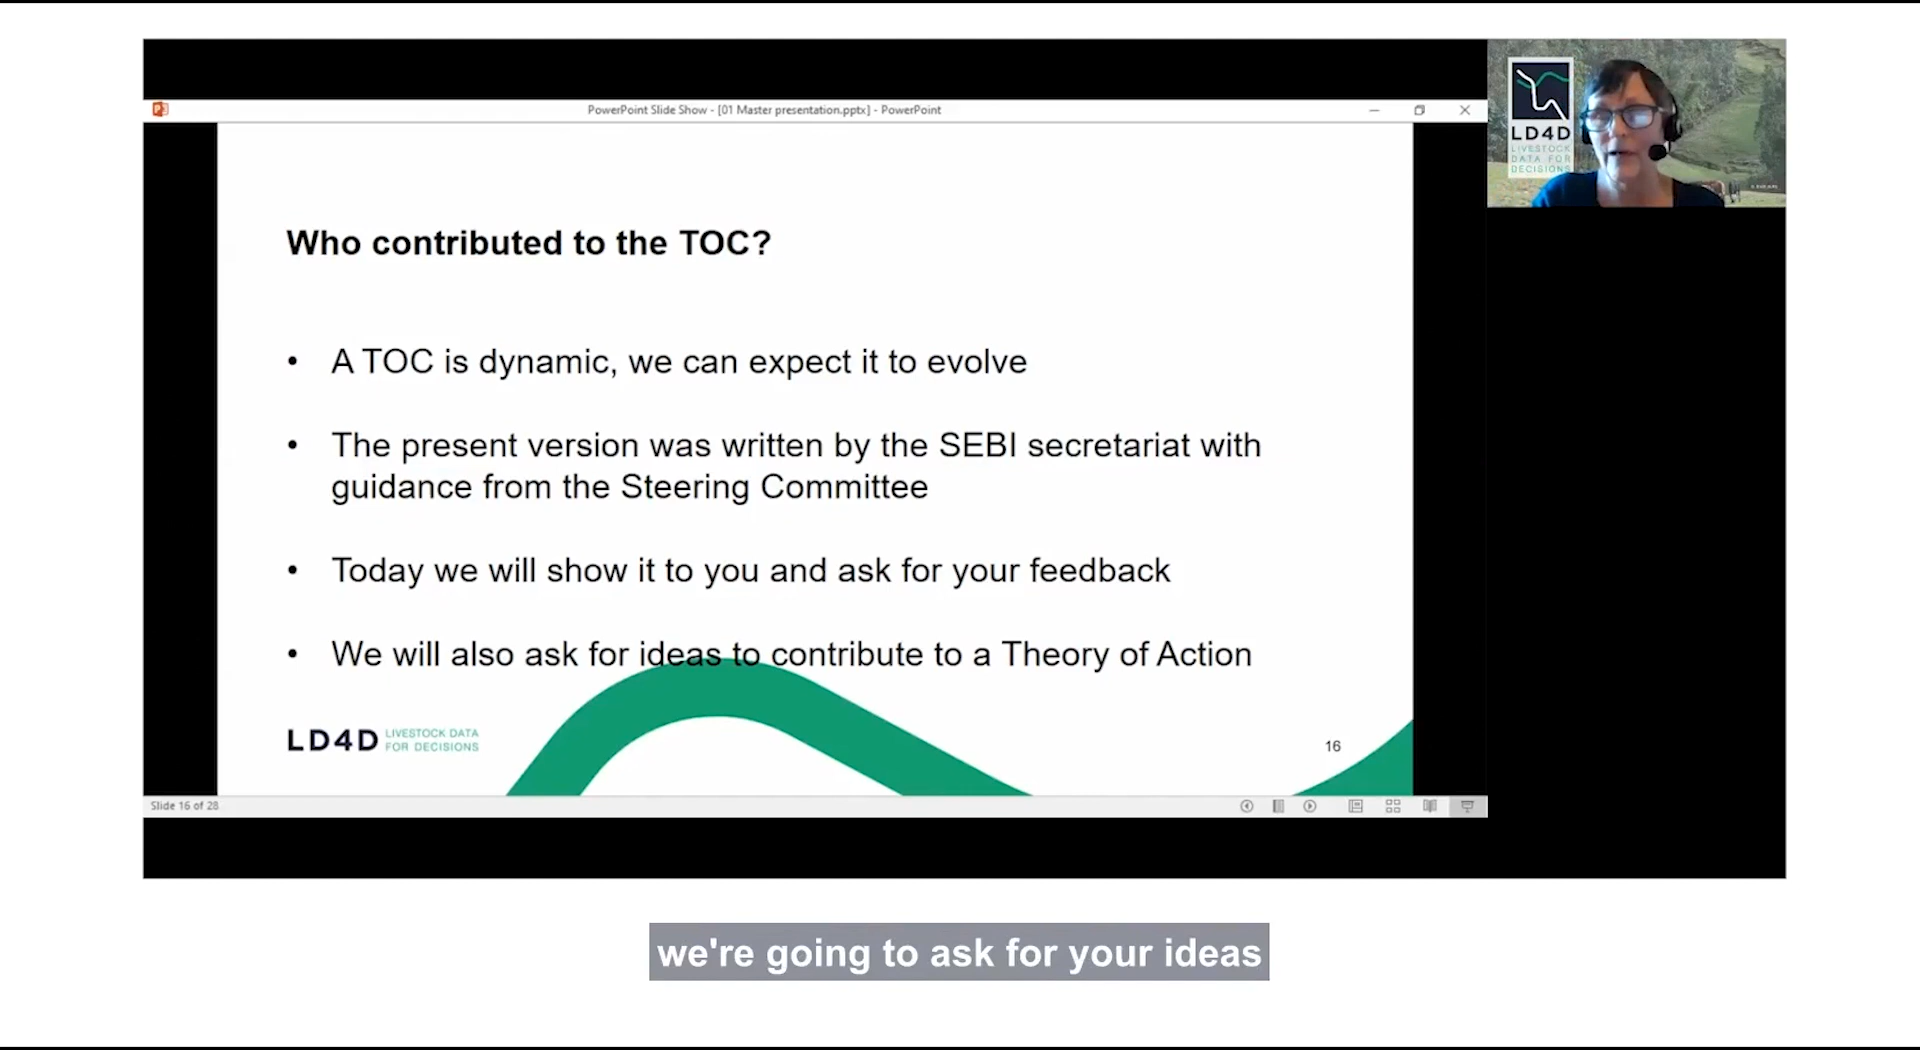 PowerPoint Slide Show - [01 Master presentation.pptx] - PowerPoint
LD4D
LIVESTOCK
DATA FOR
DECISIONS
Who contributed to the TOC?
• A TOC is dynamic, we can expect it to evolve
• The present version was written by the SEBI secretariat with
guidance from the Steering Committee
• Today we will show it to you and ask for your feedback
• We will also ask for ideas to contribute to a Theory of Action
LD4D
LIVESTOCK DATA
FOR DECISIONS
16
Slide 16 of 28
we're going to ask for your ideas